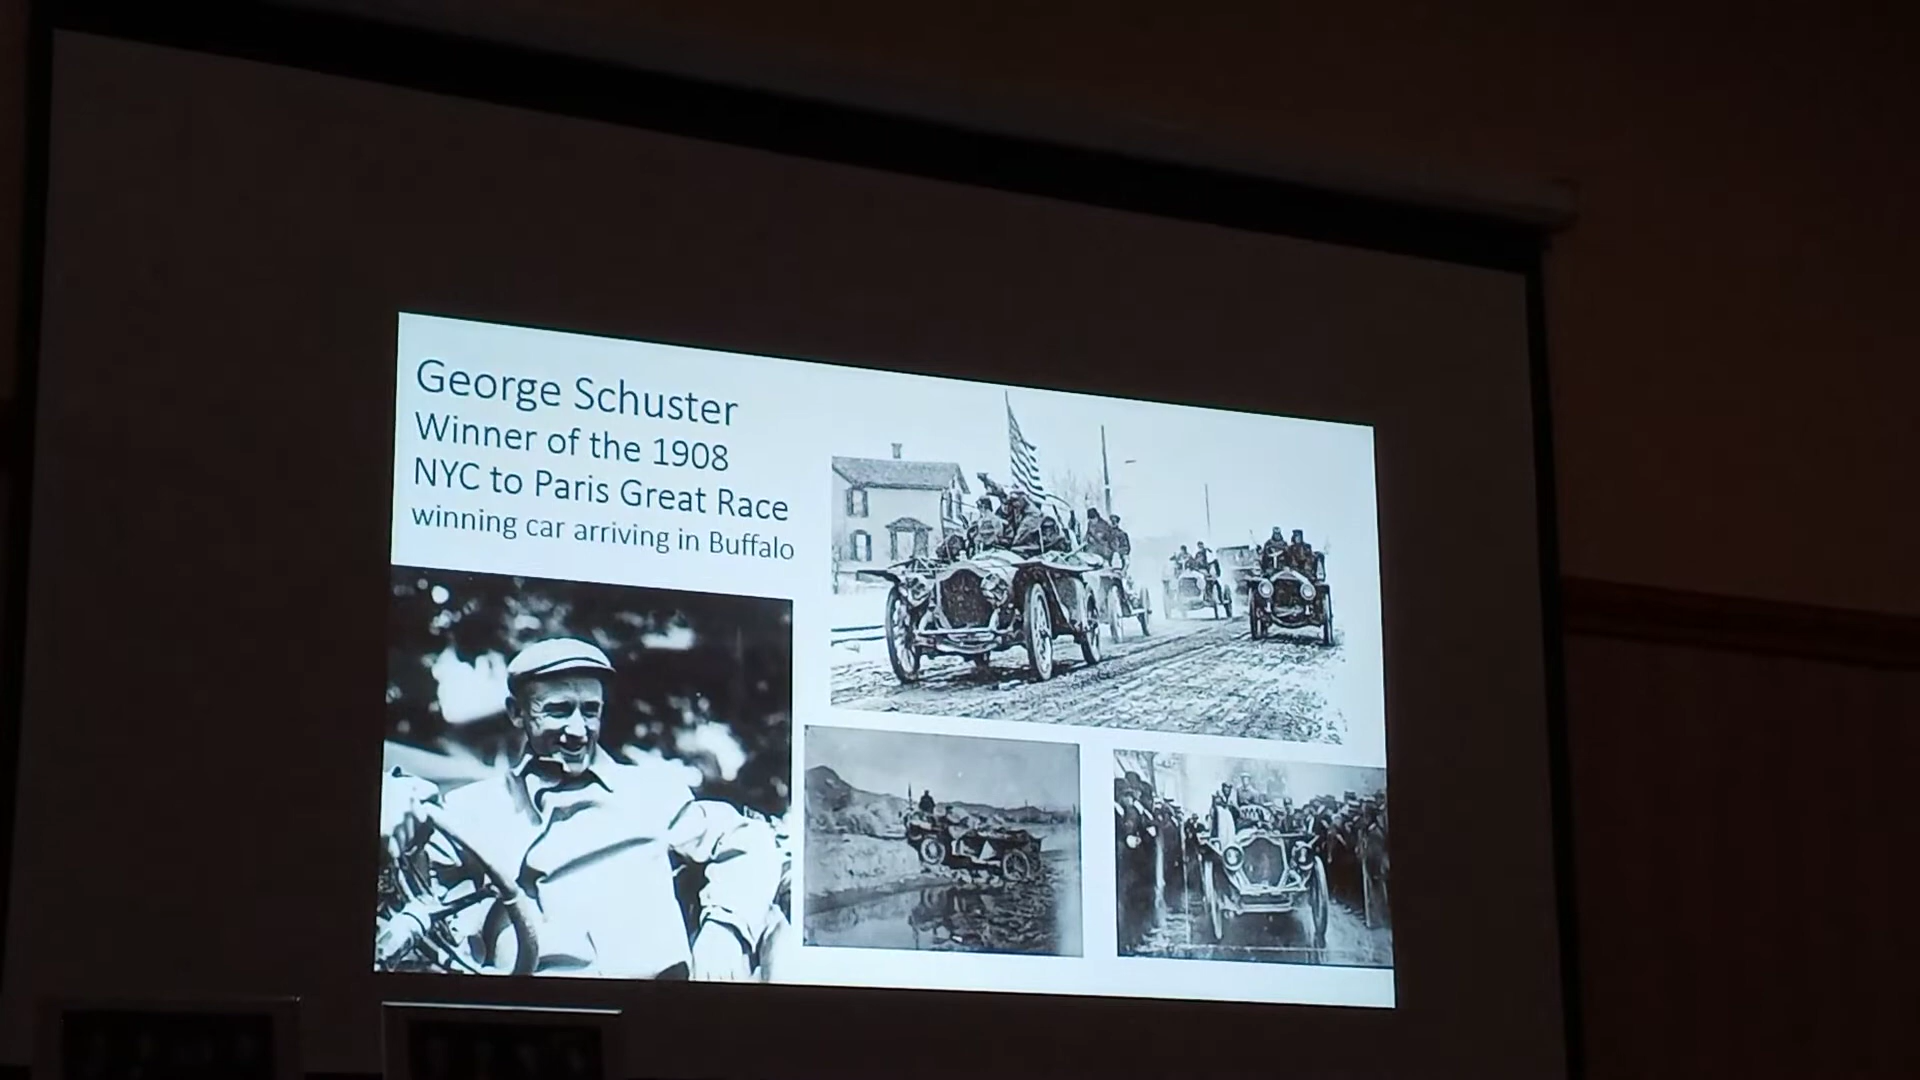 George Schuster
Winner of the 1908
NYC to Paris Great Race
winning car arriving in Buffalo